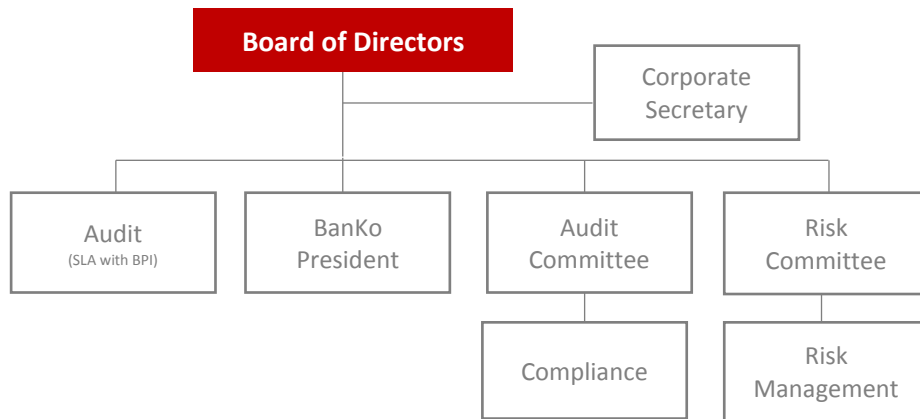 Board of Directors
Corporate
Secretary
Audit
(SLA with BPI)
BanKo
President
Audit
Committee
Risk
Committee
Compliance
Risk
Management